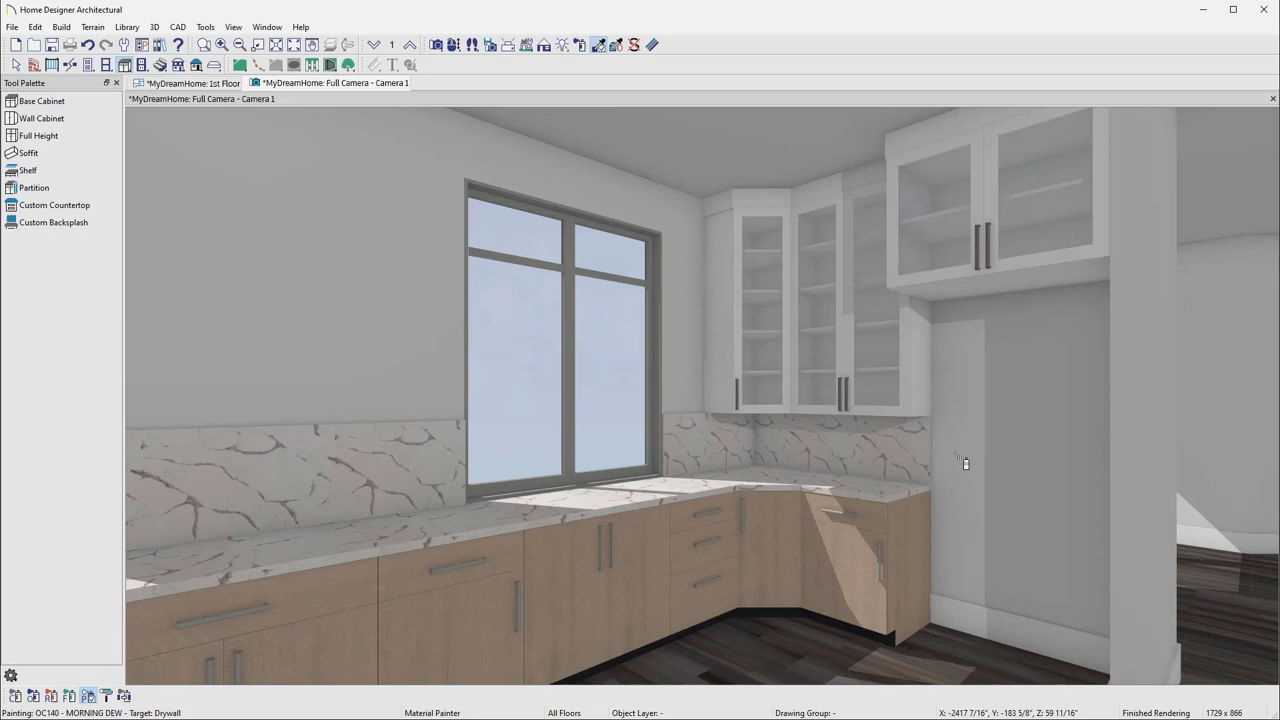 Home Designer Architectural
File Edit Build Terrain Library 3D CAD Tools View Window Help
1
Tool Palette
*MyDreamHome: 1st Floor
*MyDreamHome: Full Camera - Camera 1
*MyDreamHome: Full Camera - Camera 1
Base Cabinet
Wall Cabinet
Full Height
Soffit
Shelf
Partition
Custom Countertop
Custom Backsplash
Painting: OC140 - MORNING DEW - Target: Drywall
Material Painter
All Floors
Object Layer: -
Drawing Group: -
X: -2417 7/16", Y: -183 5/8", Z: 59 11/16"
Finished Rendering
1729 x 866